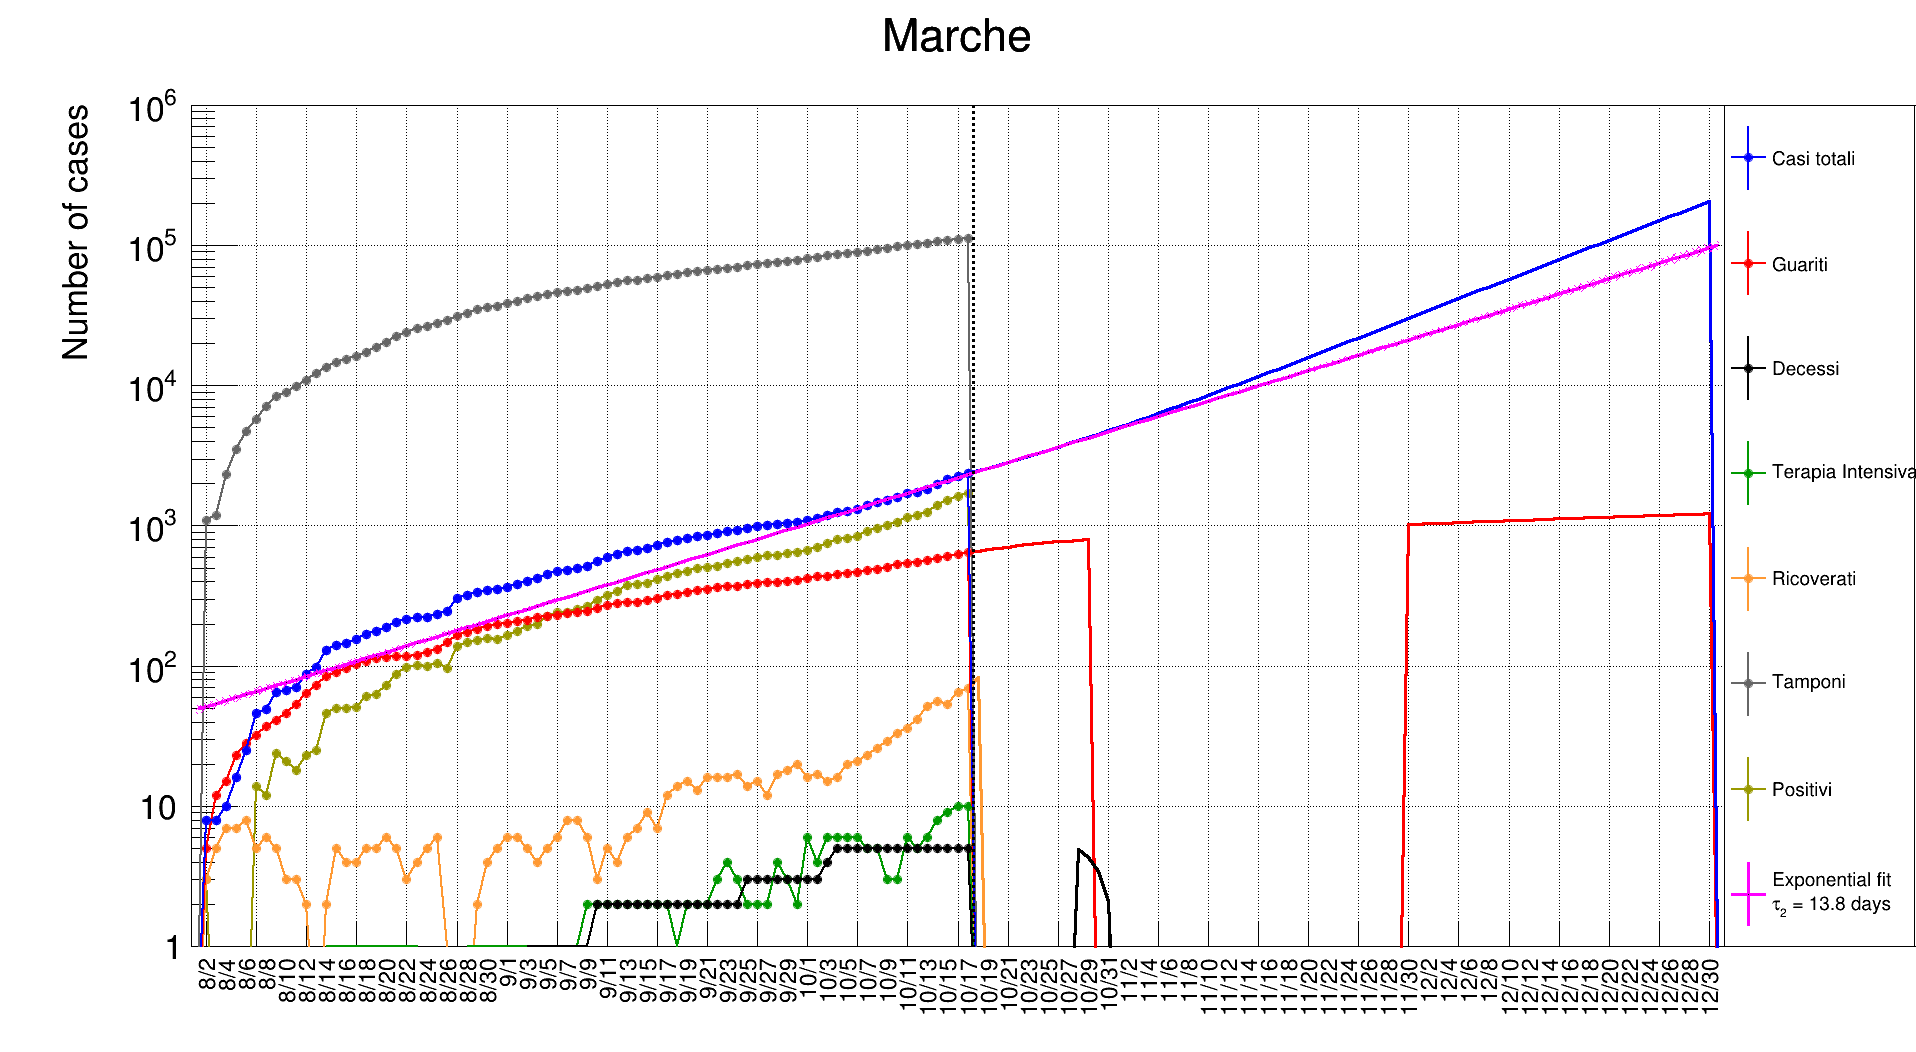 Marche
Number of cases
10^6
10^5
10^4
10^3
10^2
10
1
8/2 8/4 8/6 8/8 8/10 8/12 8/14 8/16 8/18 8/20 8/22 8/24 8/26 8/28 8/30 9/1 9/3 9/5 9/7 9/9 9/11 9/13 9/15 9/17 9/19 9/21 9/23 9/25 9/27 9/29 10/1 10/3 10/5 10/7 10/9 10/11 10/13 10/15 10/17 10/19 10/21 10/23 10/25 10/27 10/29 10/31 11/2 11/4 11/6 11/8 11/10 11/12 11/14 11/16 11/18 11/20 11/22 11/24 11/26 11/28 11/30 12/2 12/4 12/6 12/8 12/10 12/12 12/14 12/16 12/18 12/20 12/22 12/24 12/26 12/28 12/30
Casi totali
Guariti
Decessi
Terapia Intensiva
Ricoverati
Tamponi
Positivi
Exponential fit
τ_2 = 13.8 days